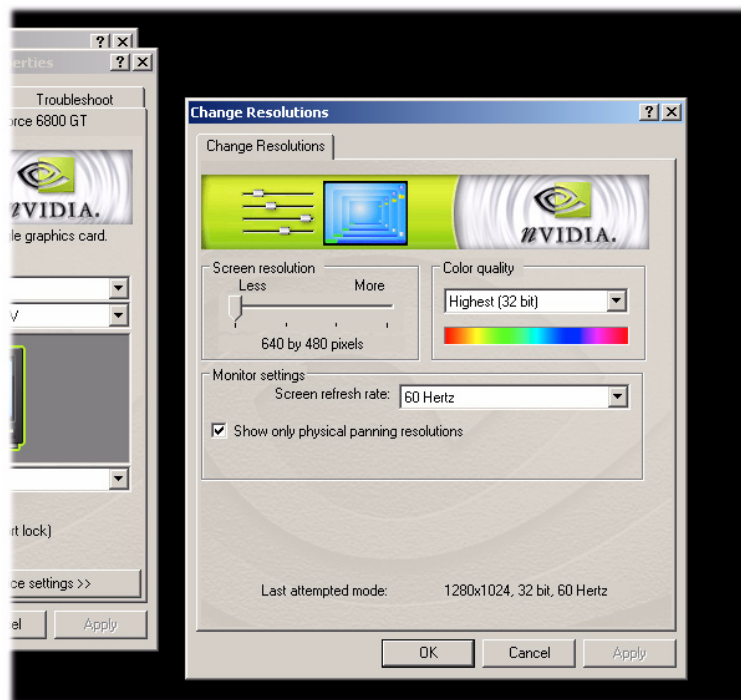 erties
Troubleshoot
orce 6800 GT
nVIDIA.
le graphics card.
V
rt lock)
ce settings >>
el
Apply
Change Resolutions
Change Resolutions
nVIDIA.
Screen resolution
Less More
640 by 480 pixels
Color quality
Highest (32 bit)
Monitor settings
Screen refresh rate: 60 Hertz
Show only physical panning resolutions
Last attempted mode: 1280x1024, 32 bit, 60 Hertz
OK Cancel Apply